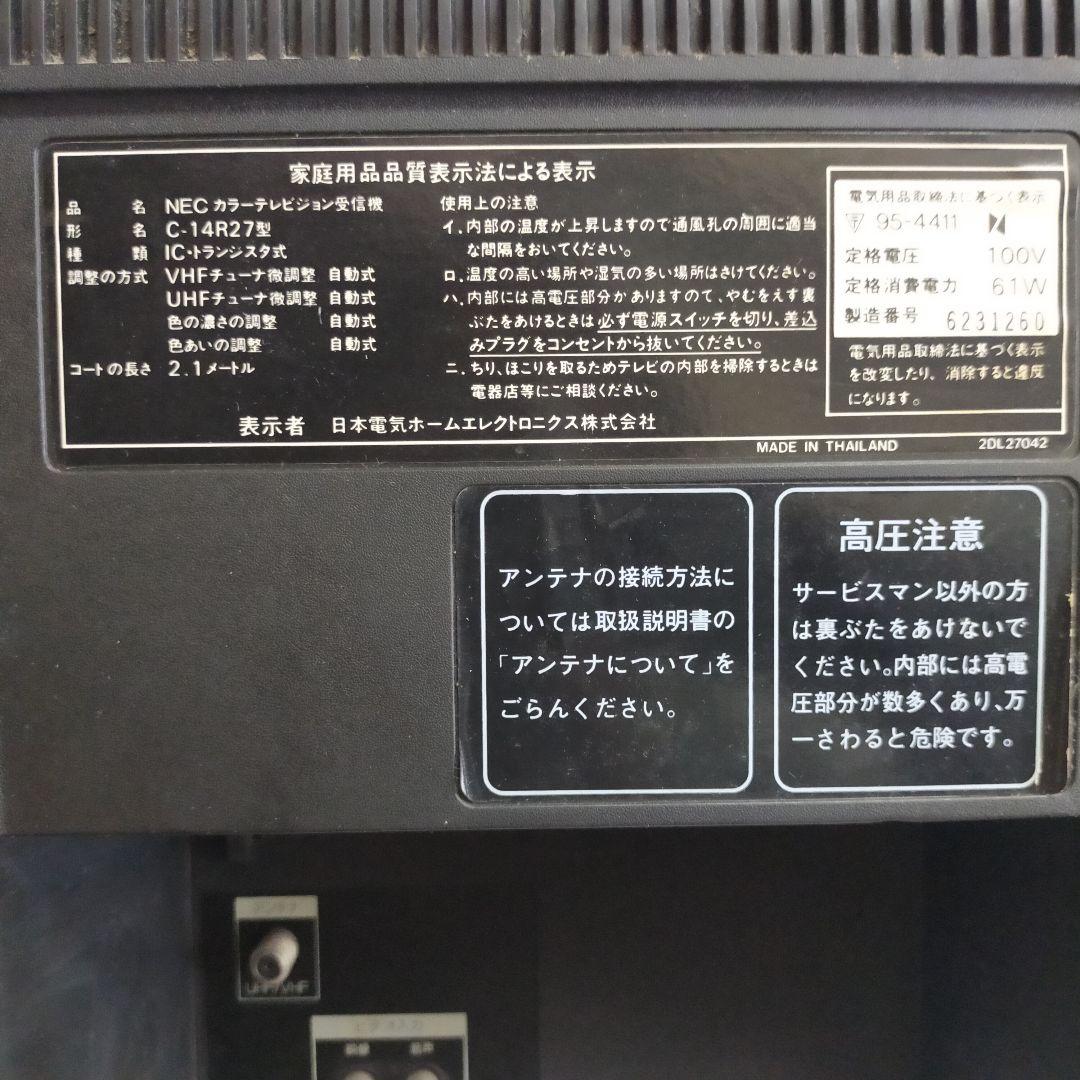 家庭用品品質表示法による表示
品 名 NEC カラーテレビジョン受信機
形 名 C-14R27型
種 類 IC・トランジスタ式
調整の方式 VHFチューナ微調整 自動式
UHFチューナ微調整 自動式
色の濃さの調整 自動式
色あいの調整 自動式
コートの長さ 2.1メートル
使用上の注意
イ.内部の温度が上昇しますので通風孔の周囲に適当
な間隔をおいてください。
ロ.温度の高い場所や湿気の多い場所はさけてください。
ハ.内部には高電圧部分かありますので、やむをえす裏
ぶたをあけるときは必ず電源スイッチを切り、差込
みプラグをコンセントから抜いてください。
ニ.ちり、ほこりを取るためテレビの内部を掃除するときは
電器店等にご相談ください。
表示者 日本電気ホームエレクトロニクス株式会社
電気用品取締法に基づく表示
95-4411
定格電圧 100V
定格消費電力 61W
製造番号 6231260
電気用品取締法に基づく表示
を改変したり、消除すると違反
になります。
MADE IN THAILAND 2DL27042
アンテナの接続方法に
ついては取扱説明書の
「アンテナについて」を
ごらんください。
高圧注意
サービスマン以外の方
は裏ぶたをあけないで
ください。内部には高電
圧部分が数多くあり、万
一さわると危険です。
アンテナ
UHF/VHF
ビデオ入力
映像 音声